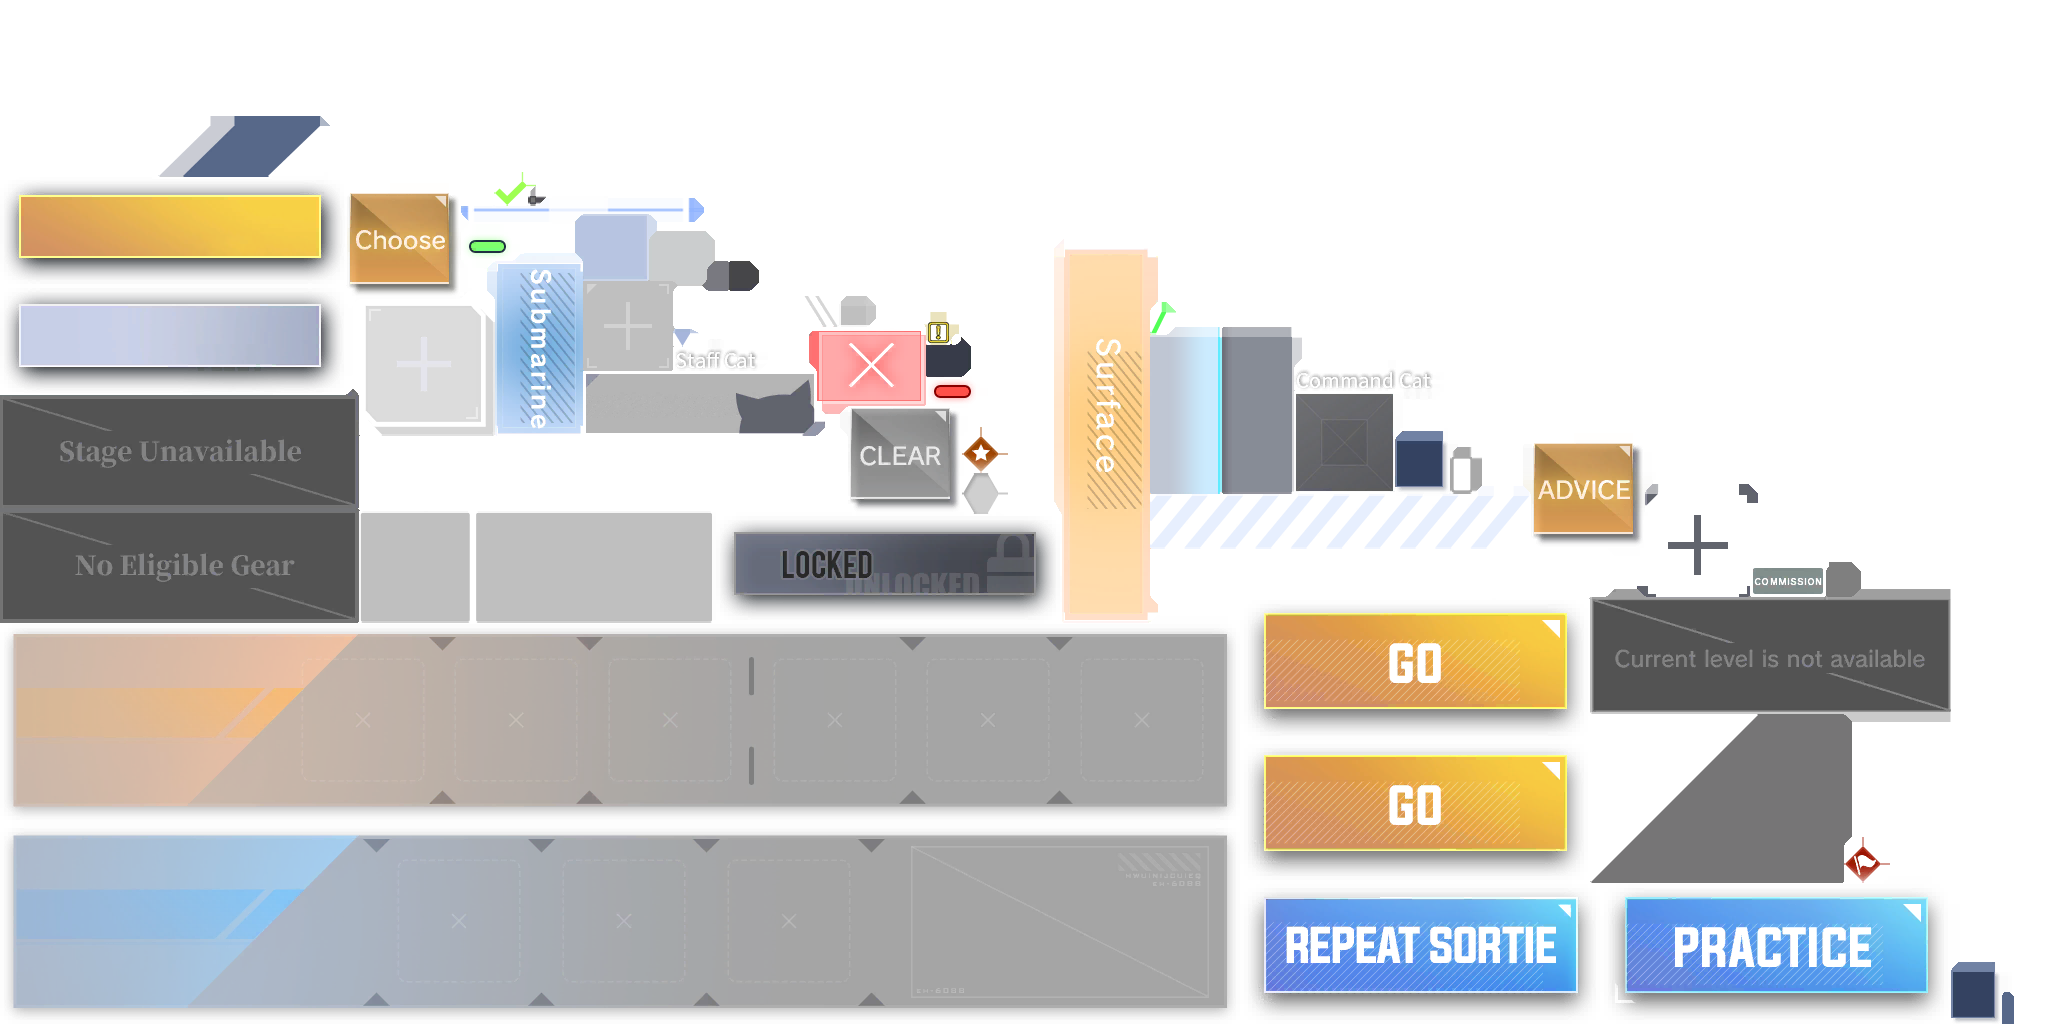 Choose
Submarine
Staff Cat
Surface
Command Cat
Stage Unavailable
CLEAR
ADVICE
No Eligible Gear
LOCKED
UNLOCKED
COMMISSION
GO
Current level is not available
GO
REPEAT SORTIE
PRACTICE